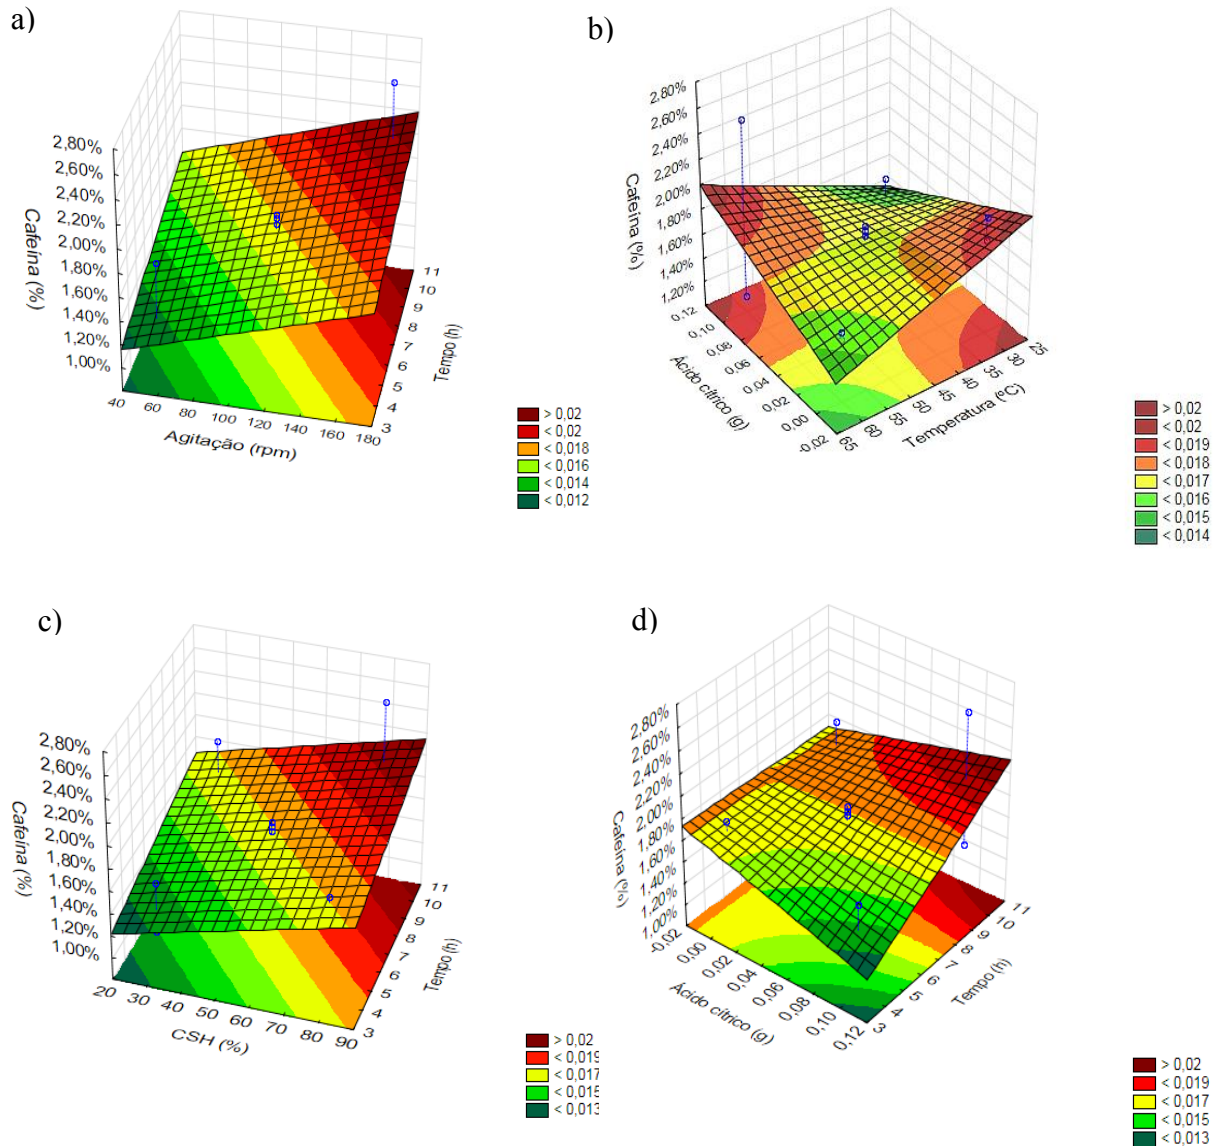 a)
2,80%
2,60%
2,40%
2,20%
2,00%
1,80%
1,60%
1,40%
1,20%
1,00%
Cafeína (%)
40 60 80 100 120 140 160 180
Agitação (rpm)
3 4 5 6 7 8 9 10 11
Tempo (h)
> 0,02
< 0,02
< 0,018
< 0,016
< 0,014
< 0,012
b)
2,80%
2,60%
2,40%
2,20%
2,00%
1,80%
1,60%
1,40%
1,20%
Cafeína (%)
0,12 0,10 0,08 0,06 0,04 0,02 0,00 -0,02
Ácido cítrico (g)
65 60 55 50 45 40 35 30 25
Temperatura (ºC)
> 0,02
< 0,02
< 0,019
< 0,018
< 0,017
< 0,016
< 0,015
< 0,014
c)
2,80%
2,60%
2,40%
2,20%
2,00%
1,80%
1,60%
1,40%
1,20%
1,00%
Cafeína (%)
20 30 40 50 60 70 80 90
CSH (%)
3 4 5 6 7 8 9 10 11
Tempo (h)
> 0,02
< 0,019
< 0,017
< 0,015
< 0,013
d)
2,80%
2,60%
2,40%
2,20%
2,00%
1,80%
1,60%
1,40%
1,20%
1,00%
Cafeína (%)
-0,02 0,00 0,02 0,04 0,06 0,08 0,10 0,12
Ácido cítrico (g)
3 4 5 6 7 8 9 10 11
Tempo (h)
> 0,02
< 0,019
< 0,017
< 0,015
< 0,013